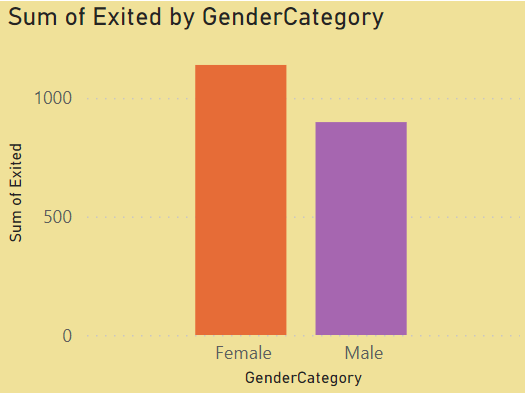 Sum of Exited by GenderCategory
1000
500
0
Sum of Exited
Female Male
GenderCategory